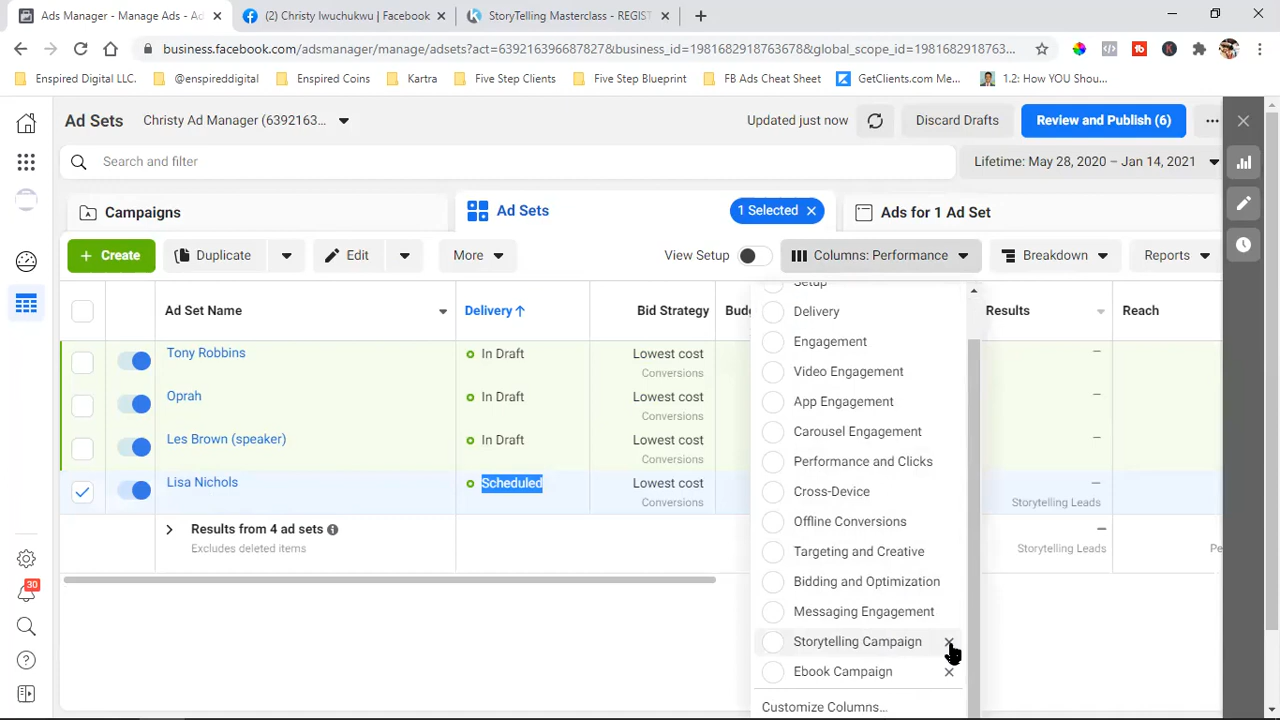 Ads Manager - Manage Ads - Ad
(2) Christy Iwuchukwu | Facebook
StoryTelling Masterclass - REGIST
business.facebook.com/adsmanager/manage/adsets?act=639216396687827&business_id=1981682918763678&global_scope_id=1981682918763...
Enspired Digital LLC.
@enspireddigital
Enspired Coins
Kartra
Five Step Clients
Five Step Blueprint
FB Ads Cheat Sheet
GetClients.com Me...
1.2: How YOU Shou...
Ad Sets
Christy Ad Manager (6392163...
Updated just now
Discard Drafts
Review and Publish (6)
Search and filter
Lifetime: May 28, 2020 – Jan 14, 2021
Campaigns
Ad Sets
1 Selected
Ads for 1 Ad Set
+ Create
Duplicate
Edit
More
View Setup
Columns: Performance
Breakdown
Reports
Ad Set Name
Delivery↑
Bid Strategy
Results
Reach
Tony Robbins
In Draft
Lowest cost
Conversions
—
Oprah
In Draft
Lowest cost
Conversions
—
Les Brown (speaker)
In Draft
Lowest cost
Conversions
—
Lisa Nichols
Scheduled
Lowest cost
Conversions
—
Storytelling Leads
Results from 4 ad sets
Excludes deleted items
—
Storytelling Leads
Delivery
Engagement
Video Engagement
App Engagement
Carousel Engagement
Performance and Clicks
Cross-Device
Offline Conversions
Targeting and Creative
Bidding and Optimization
Messaging Engagement
Storytelling Campaign
Ebook Campaign
Customize Columns...
30